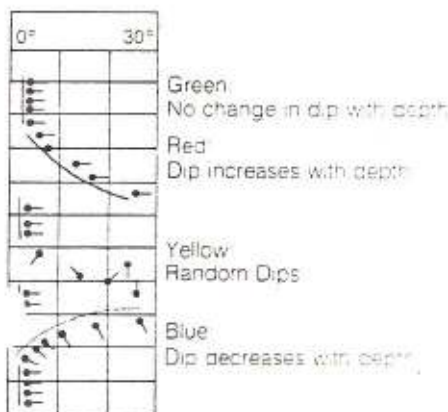 0° 30°
Green
No change in dip with depth
Red
Dip increases with depth
Yellow
Random Dips
Blue
Dip decreases with depth